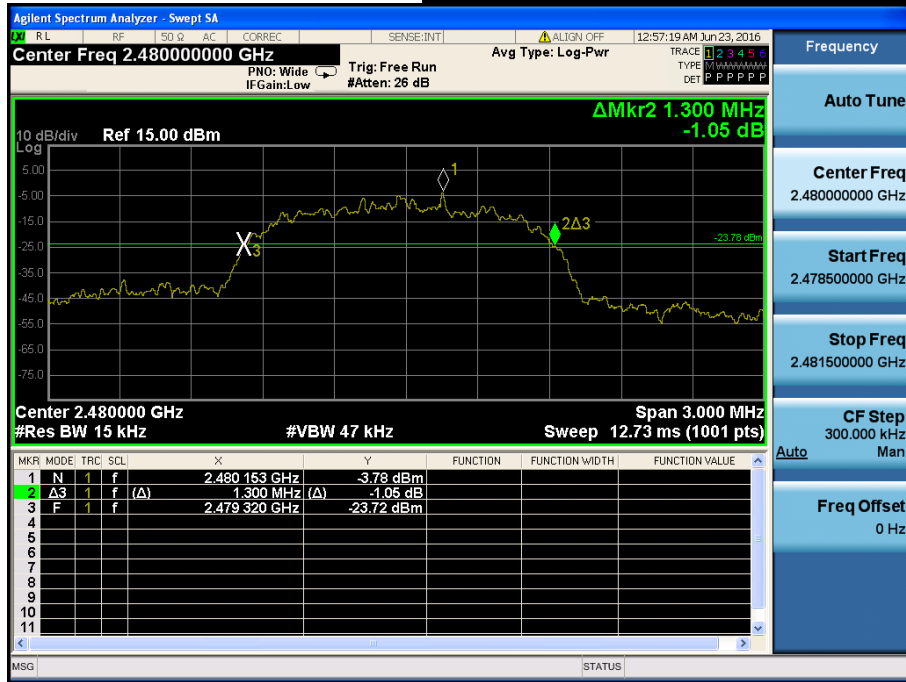 Agilent Spectrum Analyzer - Swept SA
LXI RL RF 50 Ω AC CORREC SENSE:INT ALIGN OFF 12:57:19 AM Jun 23, 2016
Center Freq 2.480000000 GHz
PNO: Wide
IFGain:Low
Trig: Free Run
#Atten: 26 dB
Avg Type: Log-Pwr
TRACE 1 2 3 4 5 6
TYPE M WWWWW
DET P P P P P P
ΔMkr2 1.300 MHz
-1.05 dB
10 dB/div Ref 15.00 dBm
Log
5.00
-5.00
-15.0
-25.0
-35.0
-45.0
-55.0
-65.0
-75.0
1
2Δ3
3
-23.78 dBm
Center 2.480000 GHz Span 3.000 MHz
#Res BW 15 kHz #VBW 47 kHz Sweep 12.73 ms (1001 pts)
MKR MODE TRC SCL X Y FUNCTION FUNCTION WIDTH FUNCTION VALUE
1 N 1 f 2.480 153 GHz -3.78 dBm
2 Δ3 1 f (Δ) 1.300 MHz (Δ) -1.05 dB
3 F 1 f 2.479 320 GHz -23.72 dBm
4
5
6
7
8
9
10
11
MSG STATUS
Frequency
Auto Tune
Center Freq
2.480000000 GHz
Start Freq
2.478500000 GHz
Stop Freq
2.481500000 GHz
CF Step
300.000 kHz
Auto Man
Freq Offset
0 Hz